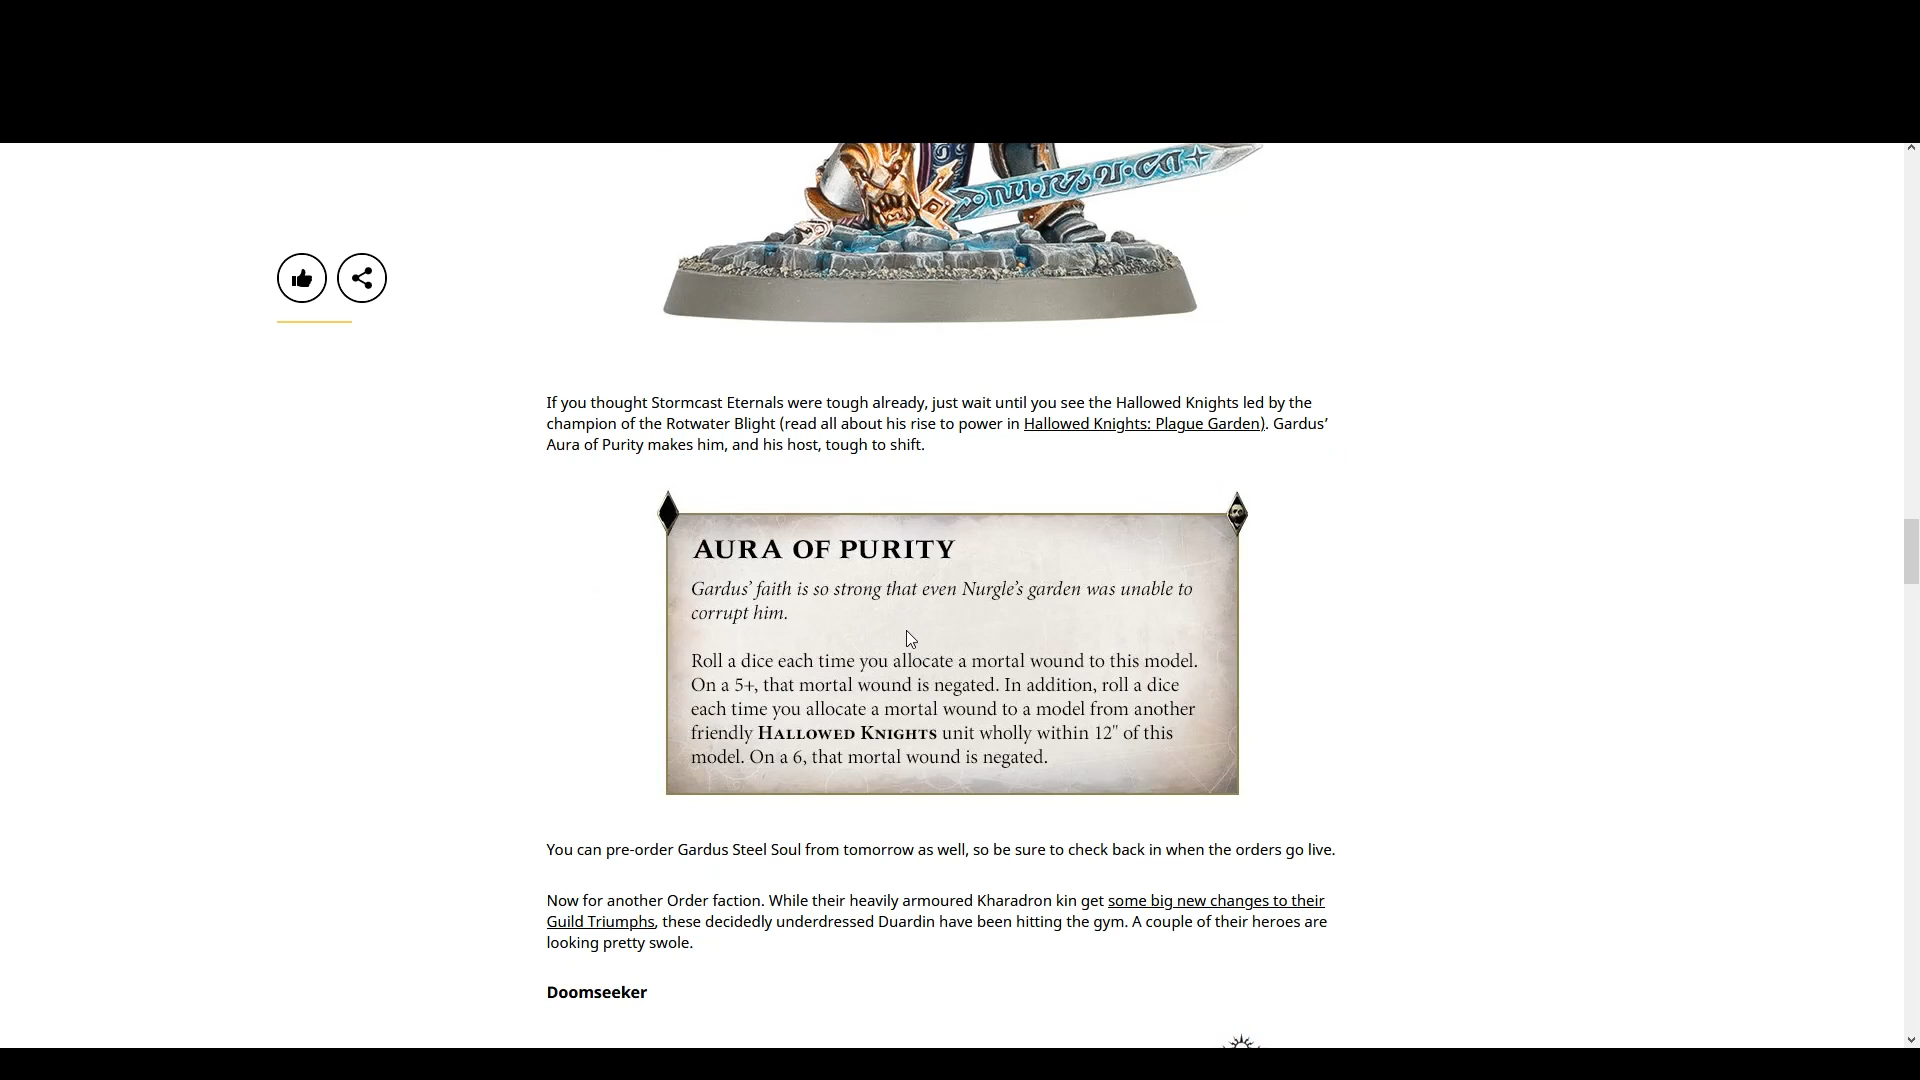 If you thought Stormcast Eternals were tough already, just wait until you see the Hallowed Knights led by the
champion of the Rotwater Blight (read all about his rise to power in Hallowed Knights: Plague Garden). Gardus’
Aura of Purity makes him, and his host, tough to shift.
AURA OF PURITY
Gardus’ faith is so strong that even Nurgle’s garden was unable to
corrupt him.
Roll a dice each time you allocate a mortal wound to this model.
On a 5+, that mortal wound is negated. In addition, roll a dice
each time you allocate a mortal wound to a model from another
friendly HALLOWED KNIGHTS unit wholly within 12" of this
model. On a 6, that mortal wound is negated.
You can pre-order Gardus Steel Soul from tomorrow as well, so be sure to check back in when the orders go live.
Now for another Order faction. While their heavily armoured Kharadron kin get some big new changes to their
Guild Triumphs, these decidedly underdressed Duardin have been hitting the gym. A couple of their heroes are
looking pretty swole.
Doomseeker